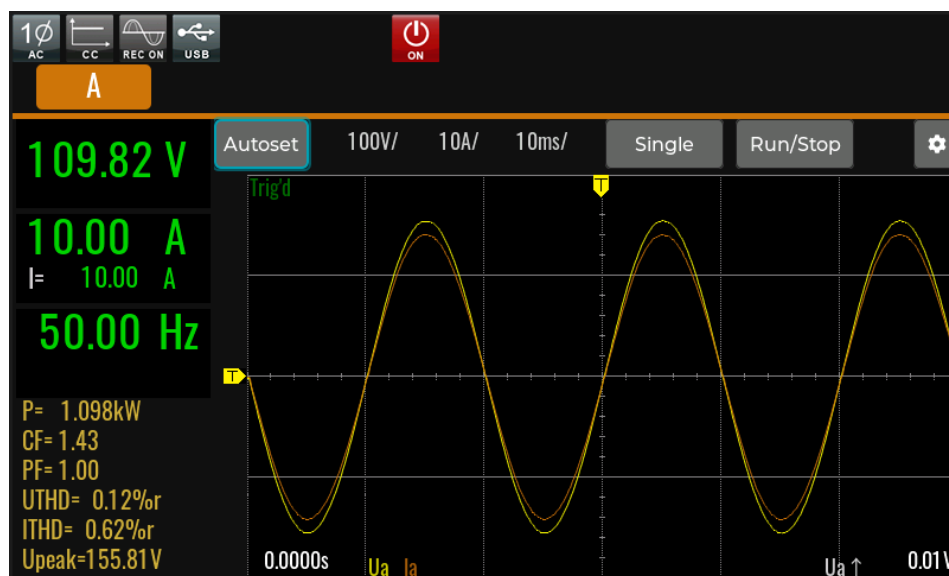 1Ø
AC
CC
REC ON
USB
ON
A
109.82 V
10.00 A
I= 10.00 A
50.00 Hz
P= 1.098kW
CF= 1.43
PF= 1.00
UTHD= 0.12%r
ITHD= 0.62%r
Upeak=155.81V
Autoset 100V/ 10A/ 10ms/ Single Run/Stop
Trig'd
T
T
0.0000s Ua Ia Ua↑ 0.01V